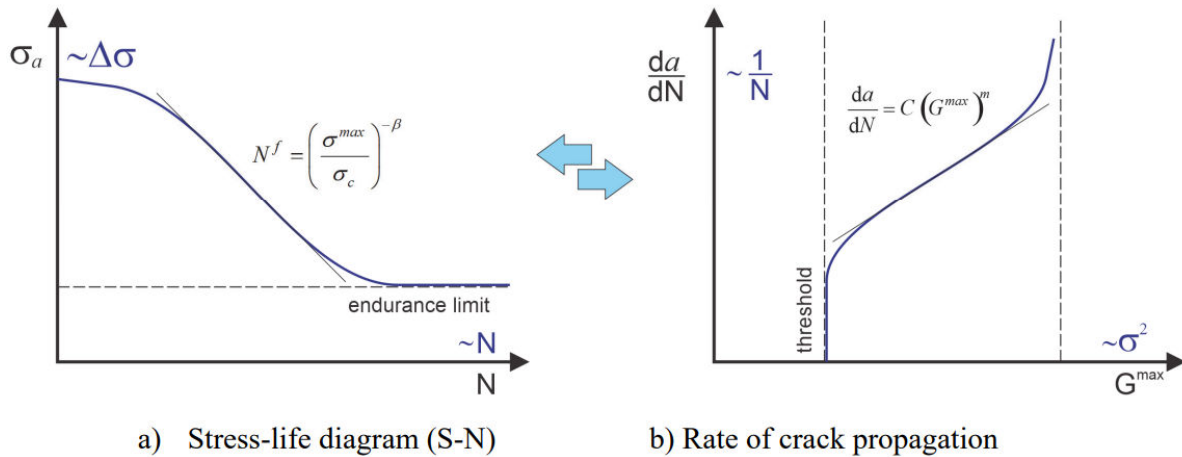 σa ~Δσ
N^f = (σ^max / σ_c)^−β
endurance limit
~N
N
da/dN ~ 1/N
da/dN = C (G^max)^m
threshold
~σ²
G^max
a) Stress-life diagram (S-N)
b) Rate of crack propagation